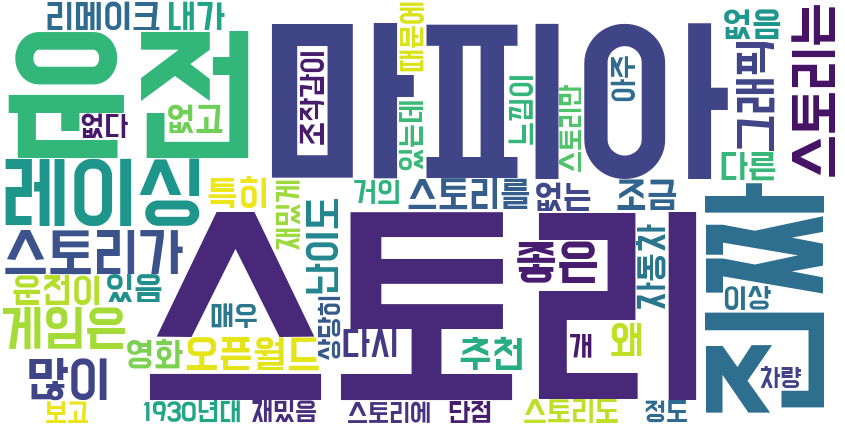 리메이크 내가
운전
마피아
없다
없고
조작감이
때문에
있는데
느낌이
스토리만
아주
없음
그래픽
스토리는
레이싱
특히
재밌게
거의
스토리를
없는
조금
다른
스토리가
스토리
난이도
좋은
자동차
진짜
운전이
있음
매우
상당히
이상
게임은
영화
오픈월드
다시
추천
개
왜
차량
많이
보고
1930년대
재밌음
스토리에
단점
스토리도
정도